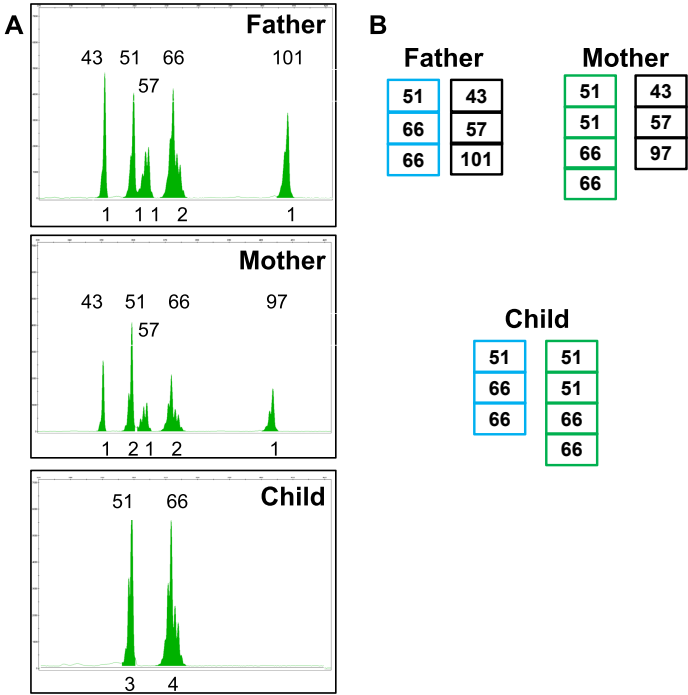 A
Father
43 51 66 101
57
1 1 1 2 1
Mother
43 51 66 97
57
1 2 1 2 1
Child
51 66
3 4
B
Father Mother
51 43 51 43
66 57 51 57
66 101 66 97
66
Child
51 51
66 51
66 66
66